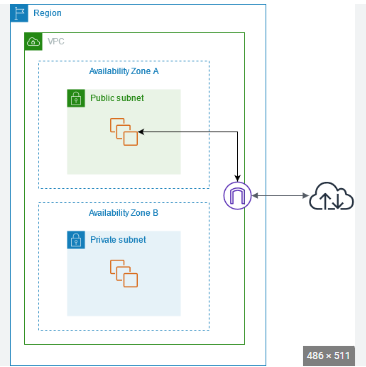 Region
VPC
Availability Zone A
Public subnet
Availability Zone B
Private subnet
486 × 511